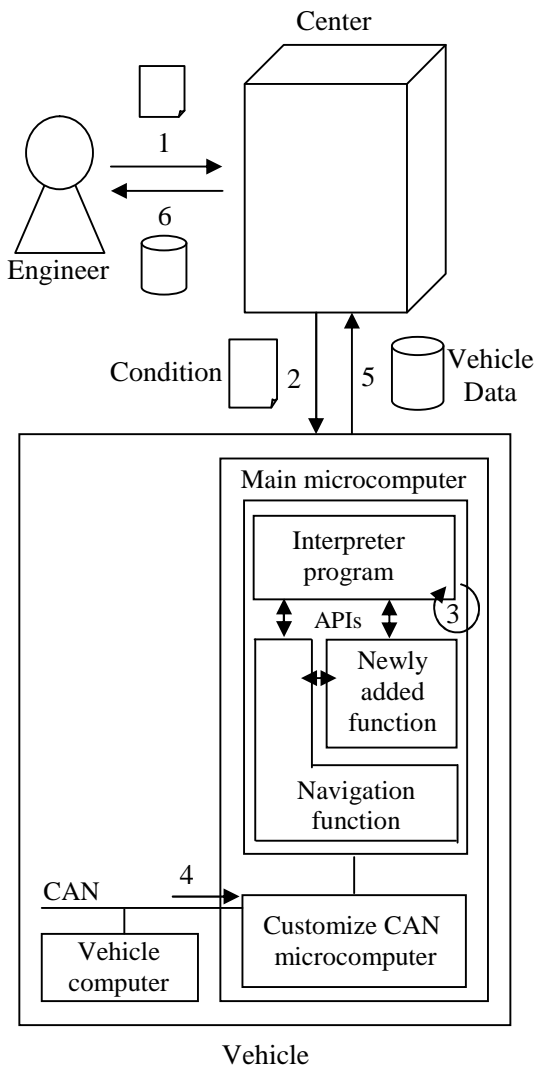 Center
1
6
Engineer
Condition
2
5
Vehicle
Data
Main microcomputer
Interpreter
program
3
APIs
Newly
added
function
Navigation
function
4
CAN
Customize CAN
microcomputer
Vehicle
computer
Vehicle